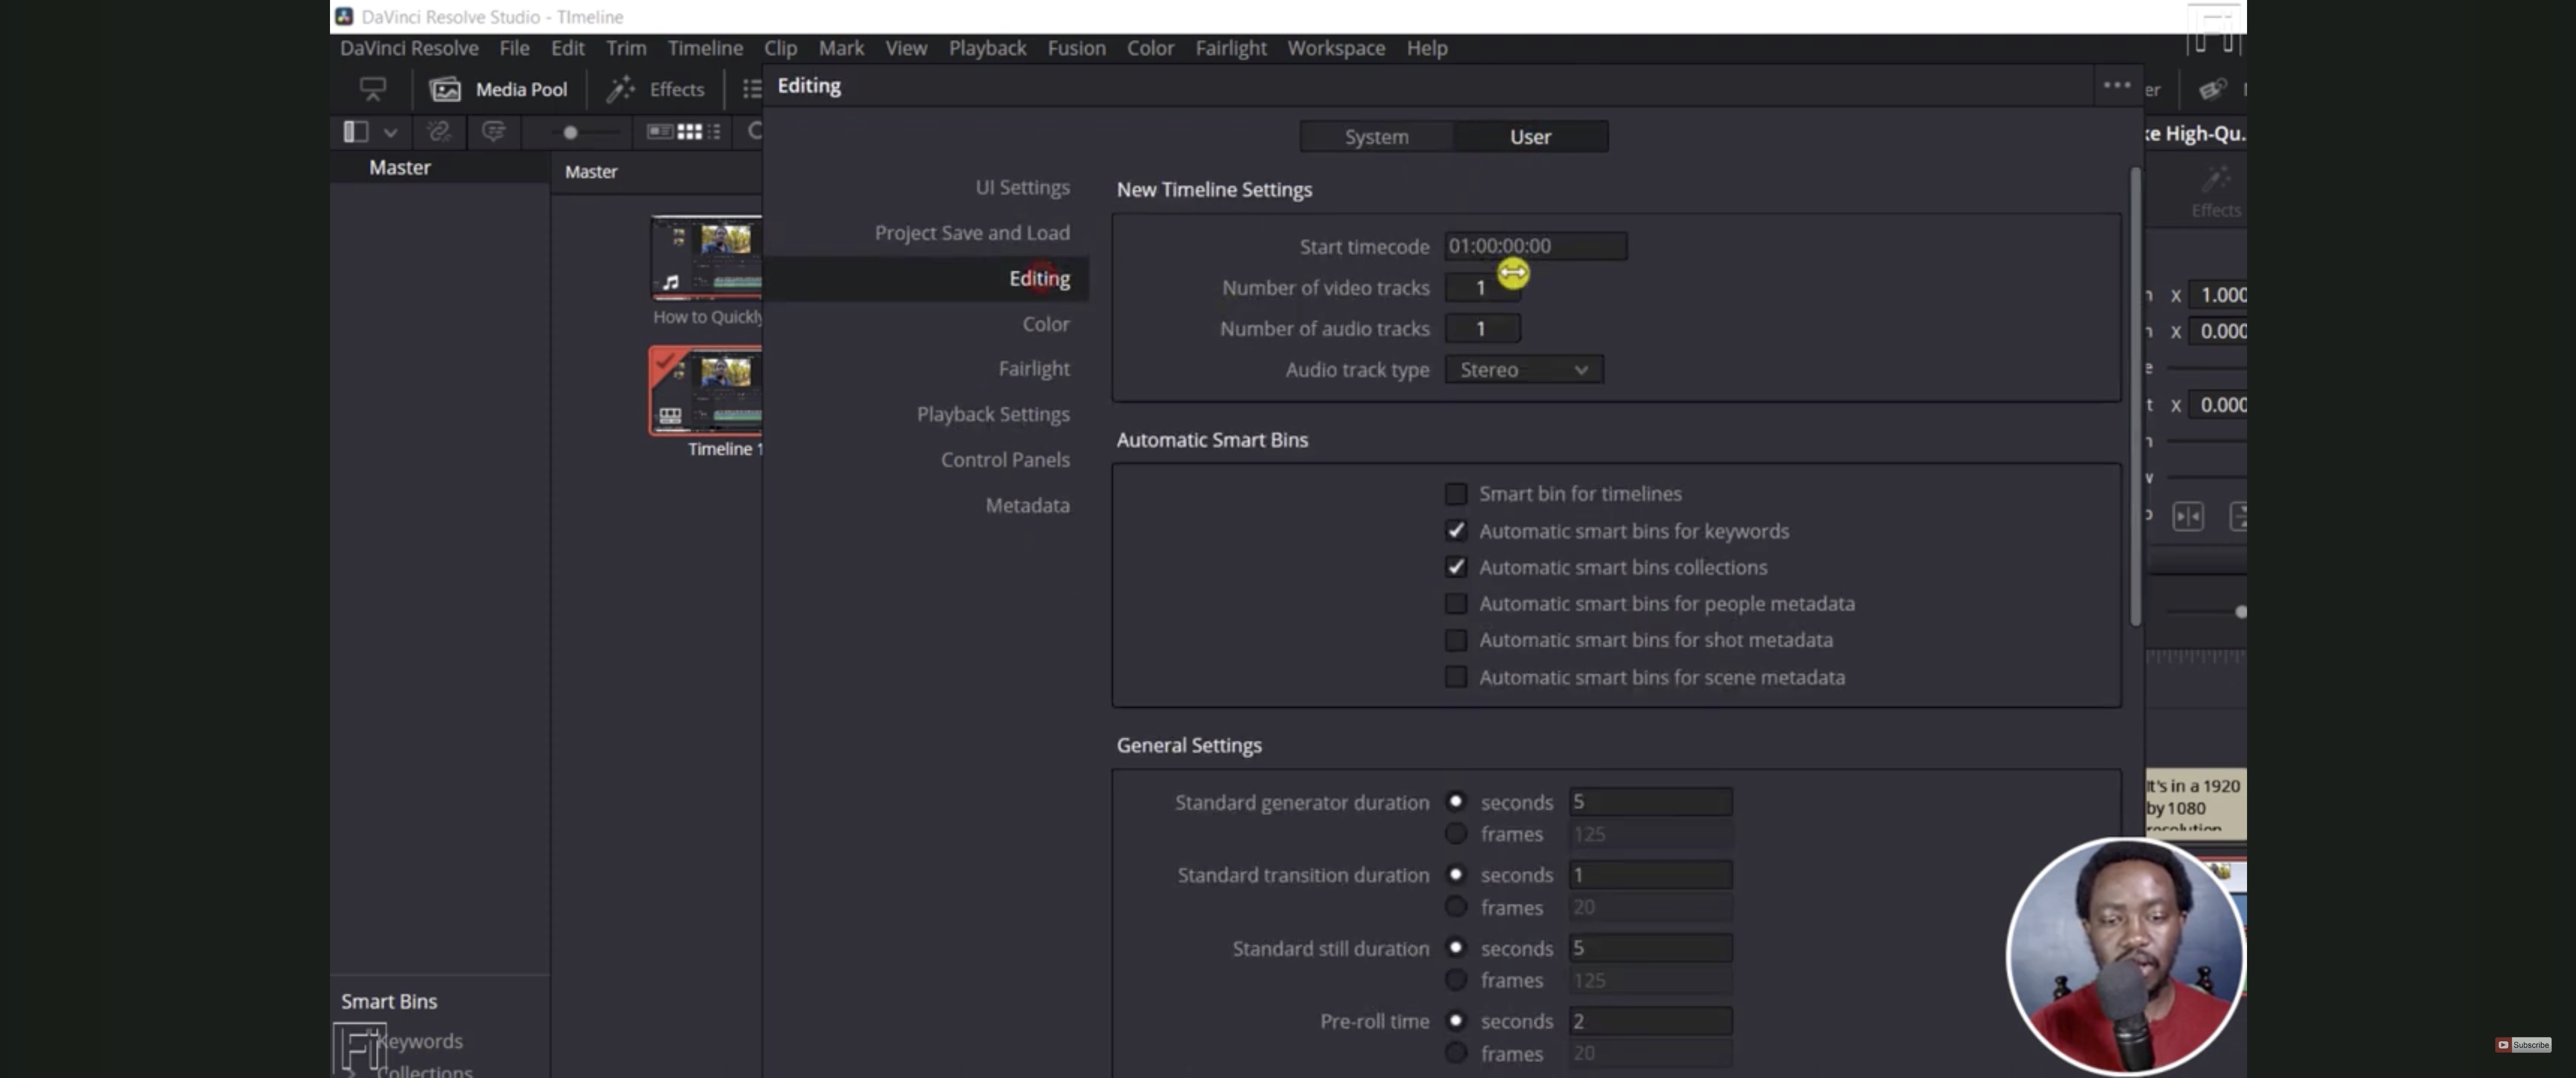 DaVinci Resolve Studio - TImeline
DaVinci Resolve File Edit Trim Timeline Clip Mark View Playback Fusion Color Fairlight Workspace Help
Media Pool Effects
Editing
System User
Master
Master
How to Quickly
Timeline 1
UI Settings
Project Save and Load
Editing
Color
Fairlight
Playback Settings
Control Panels
Metadata
New Timeline Settings
Start timecode 01:00:00:00
Number of video tracks 1
Number of audio tracks 1
Audio track type Stereo
Automatic Smart Bins
Smart bin for timelines
Automatic smart bins for keywords
Automatic smart bins collections
Automatic smart bins for people metadata
Automatic smart bins for shot metadata
Automatic smart bins for scene metadata
General Settings
Standard generator duration seconds 5
frames 125
Standard transition duration seconds 1
frames 20
Standard still duration seconds 5
frames 125
Pre-roll time seconds 2
frames 20
Smart Bins
Keywords
Collections
ke High-Qu...
Effects
X 1.000
X 0.000
X 0.000
It's in a 1920
by 1080
resolution
Subscribe